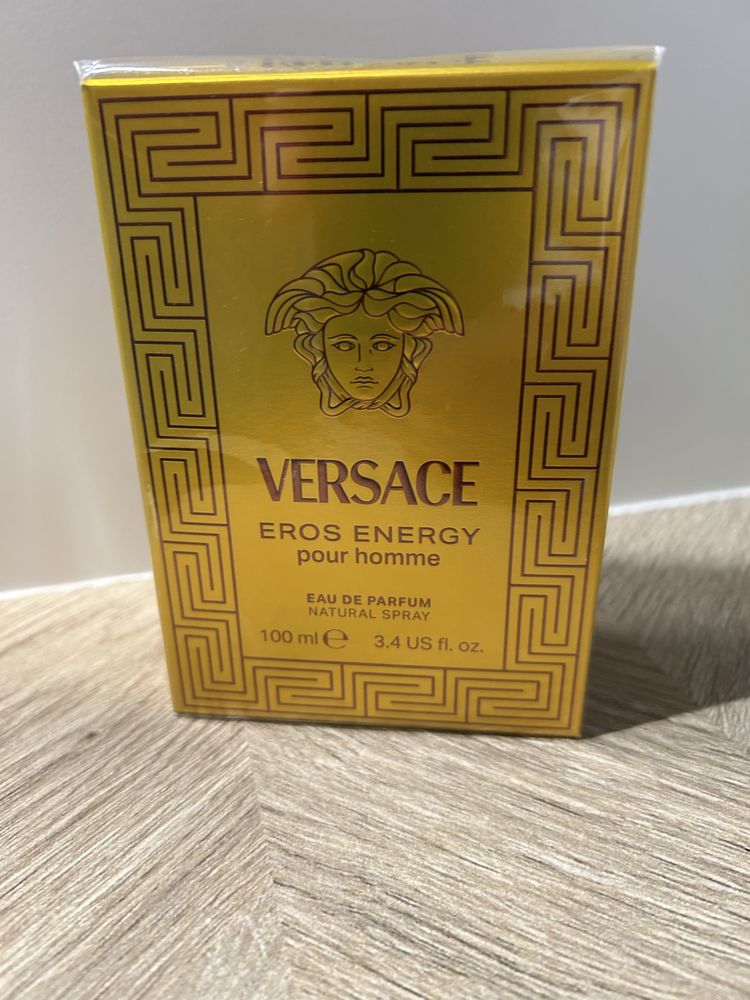 VERSACE
EROS ENERGY
pour homme
EAU DE PARFUM
NATURAL SPRAY
100 ml ℮ 3.4 US fl. oz.